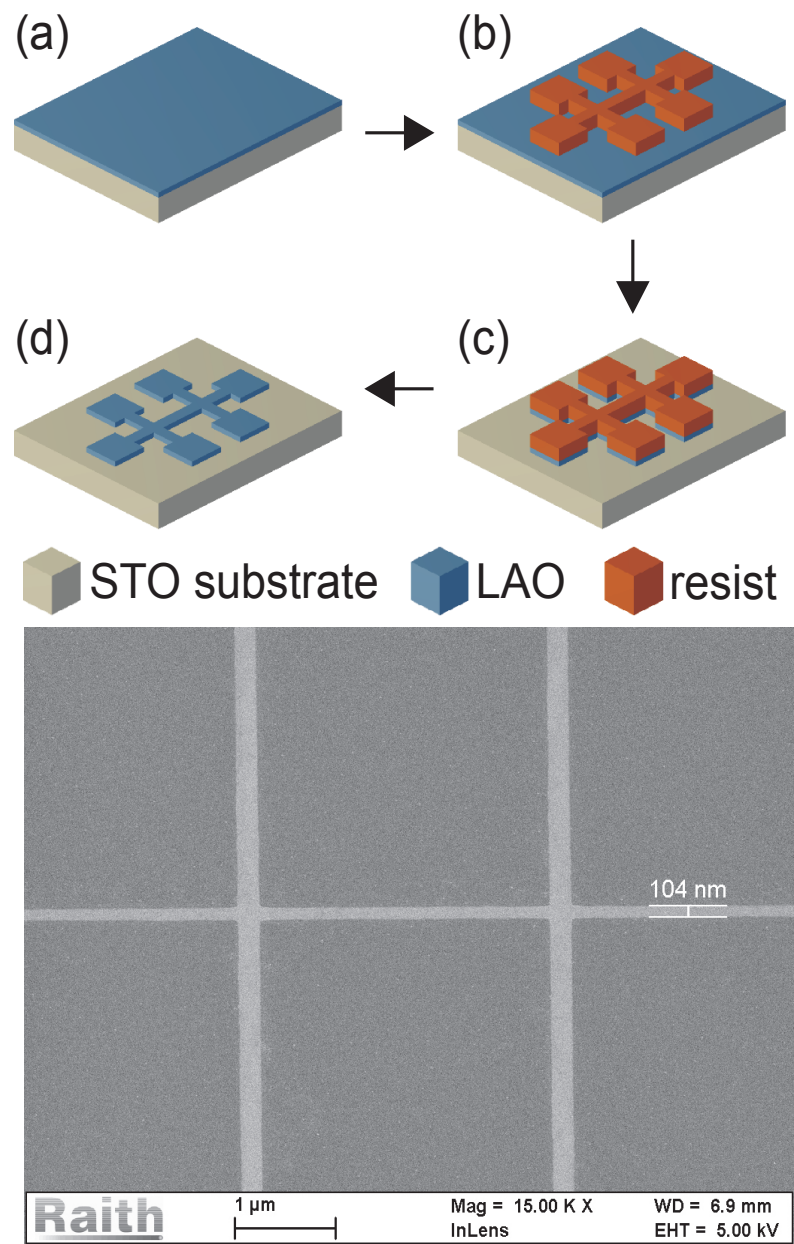 (a)
(b)
(d)
(c)
STO substrate
LAO
resist
104 nm
Raith
1 µm
Mag = 15.00 K X
WD = 6.9 mm
InLens
EHT = 5.00 kV